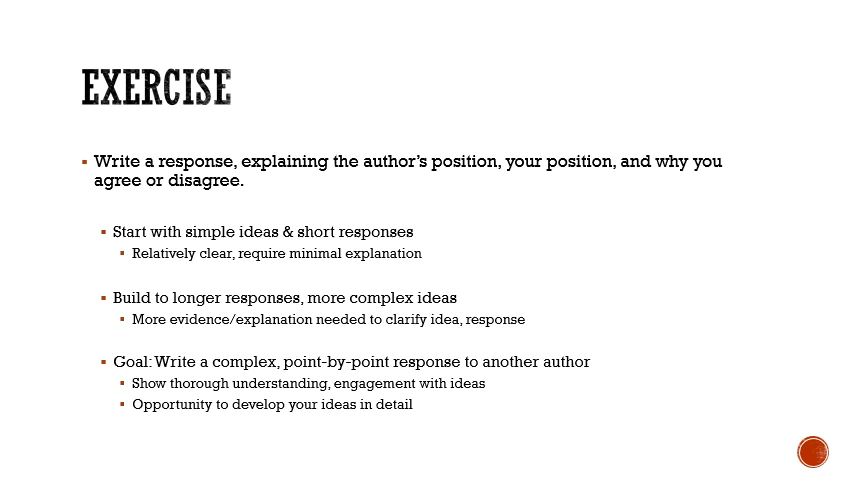 EXERCISE
▪ Write a response, explaining the author’s position, your position, and why you
agree or disagree.
▪ Start with simple ideas & short responses
▪ Relatively clear, require minimal explanation
▪ Build to longer responses, more complex ideas
▪ More evidence/explanation needed to clarify idea, response
▪ Goal: Write a complex, point-by-point response to another author
▪ Show thorough understanding, engagement with ideas
▪ Opportunity to develop your ideas in detail